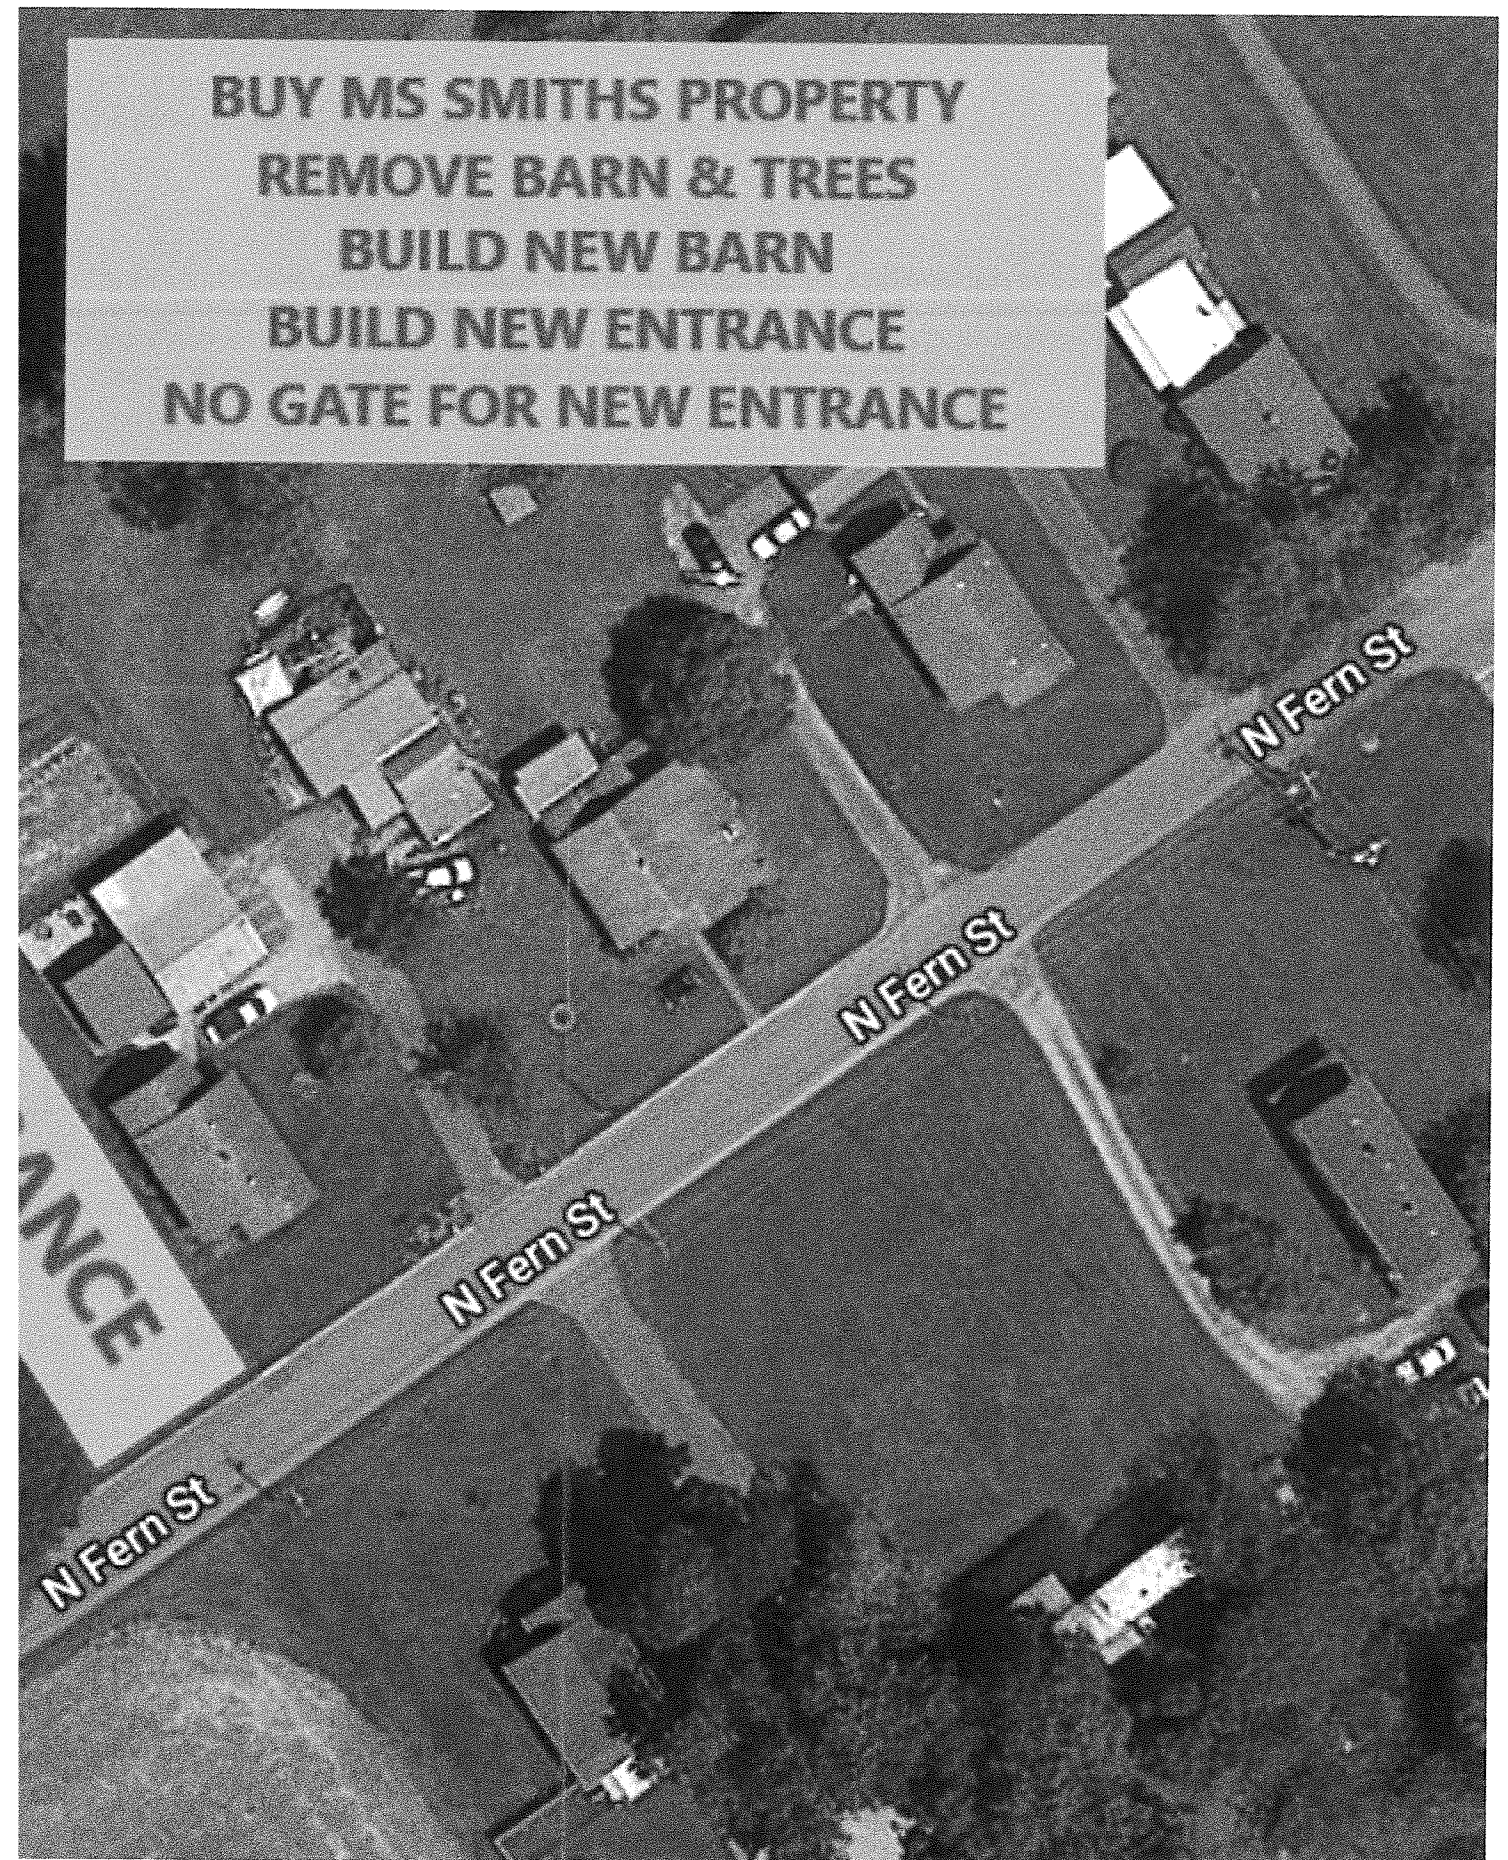 BUY MS SMITHS PROPERTY
REMOVE BARN & TREES
BUILD NEW BARN
BUILD NEW ENTRANCE
NO GATE FOR NEW ENTRANCE
N Fern St
N Fern St
N Fern St
ANCE
N Fern St